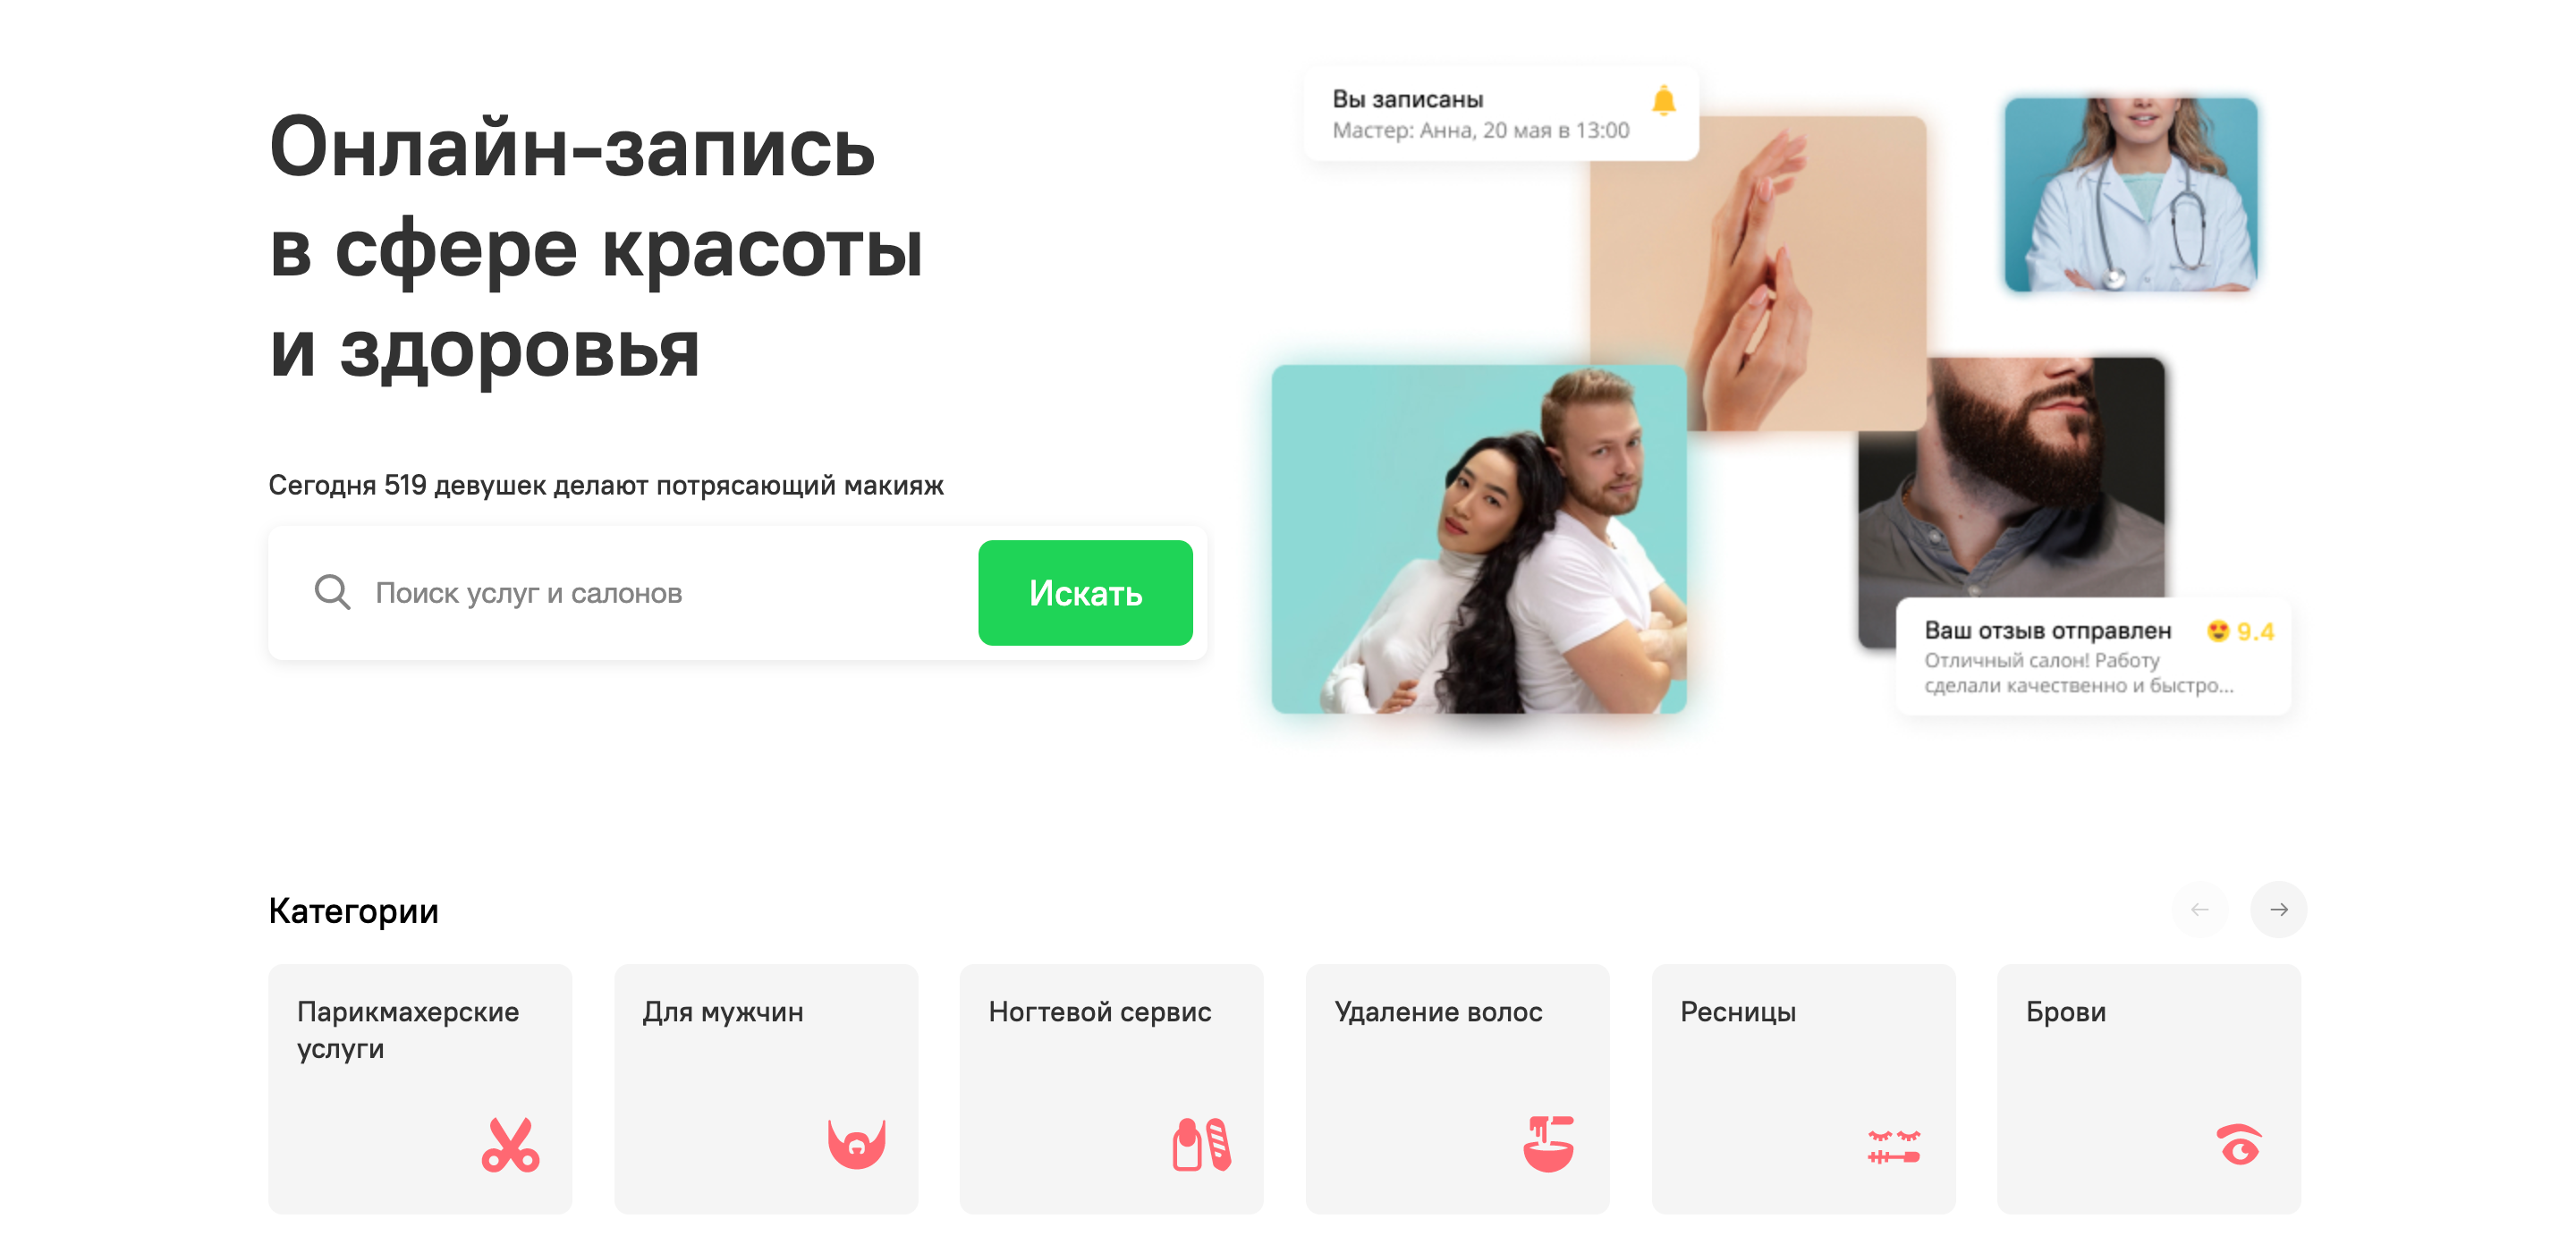 Онлайн-запись
в сфере красоты
и здоровья
Сегодня 519 девушек делают потрясающий макияж
Поиск услуг и салонов
Искать
Вы записаны
Мастер: Анна, 20 мая в 13:00
Ваш отзыв отправлен
9.4
Отличный салон! Работу
сделали качественно и быстро...
Категории
Парикмахерские
услуги
Для мужчин
Ногтевой сервис
Удаление волос
Ресницы
Брови